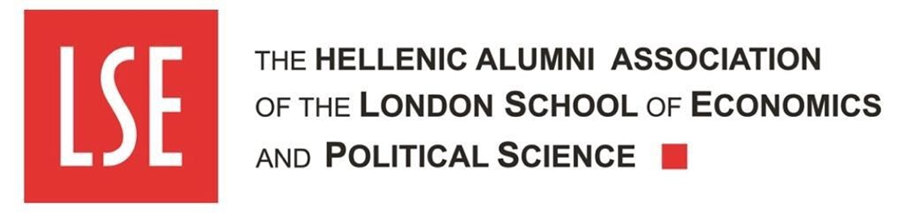 LSE
THE HELLENIC ALUMNI ASSOCIATION
OF THE LONDON SCHOOL OF ECONOMICS
AND POLITICAL SCIENCE